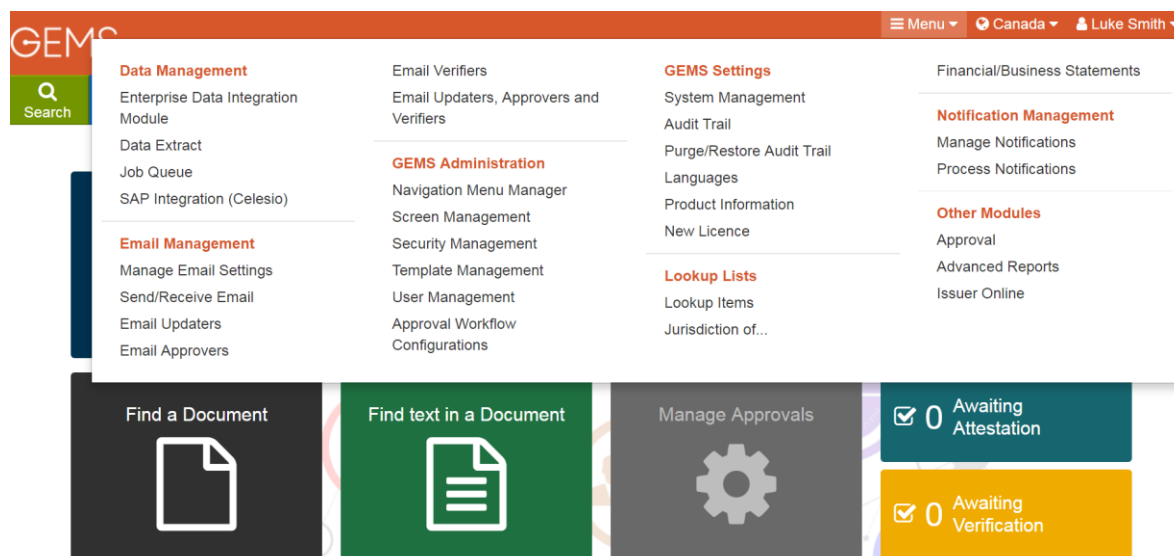 GEMS
Menu
Canada
Luke Smith
Search
Data Management
Enterprise Data Integration
Module
Data Extract
Job Queue
SAP Integration (Celesio)
Email Management
Manage Email Settings
Send/Receive Email
Email Updaters
Email Approvers
Email Verifiers
Email Updaters, Approvers and
Verifiers
GEMS Administration
Navigation Menu Manager
Screen Management
Security Management
Template Management
User Management
Approval Workflow
Configurations
GEMS Settings
System Management
Audit Trail
Purge/Restore Audit Trail
Languages
Product Information
New Licence
Lookup Lists
Lookup Items
Jurisdiction of...
Financial/Business Statements
Notification Management
Manage Notifications
Process Notifications
Other Modules
Approval
Advanced Reports
Issuer Online
Find a Document
Find text in a Document
Manage Approvals
0 Awaiting
Attestation
0 Awaiting
Verification